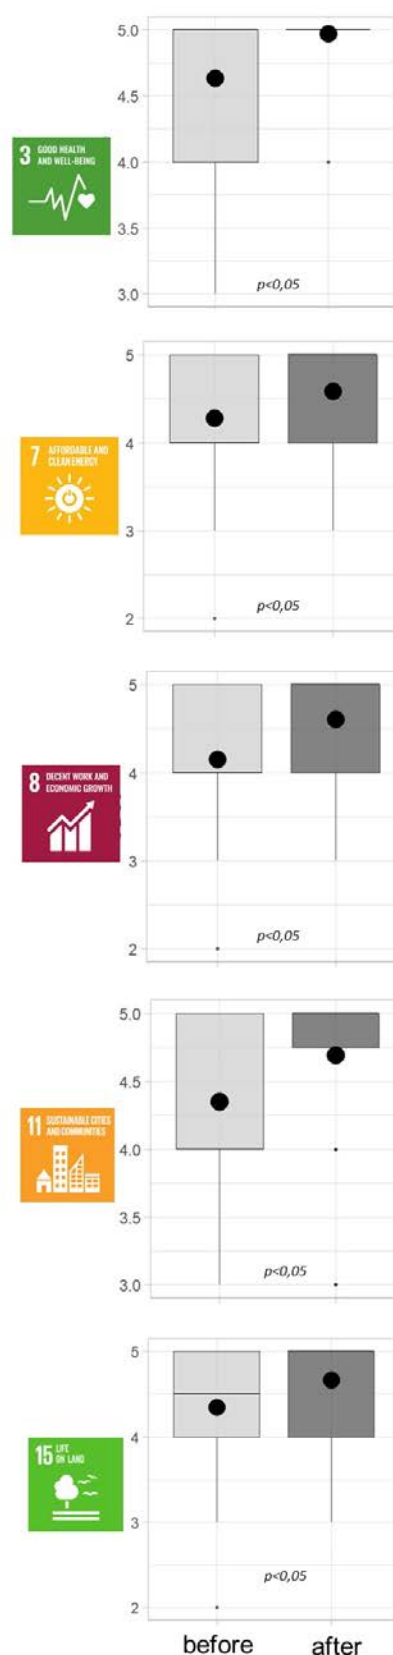 5.0
4.5
4.0
3.5
3.0
3 GOOD HEALTH
AND WELL-BEING
p<0,05
5
4
3
2
7 AFFORDABLE AND
CLEAN ENERGY
p<0,05
5
4
3
2
8 DECENT WORK AND
ECONOMIC GROWTH
p<0,05
5.0
4.5
4.0
3.5
3.0
11 SUSTAINABLE CITIES
AND COMMUNITIES
p<0,05
5
4
3
2
15 LIFE
ON LAND
p<0,05
before after